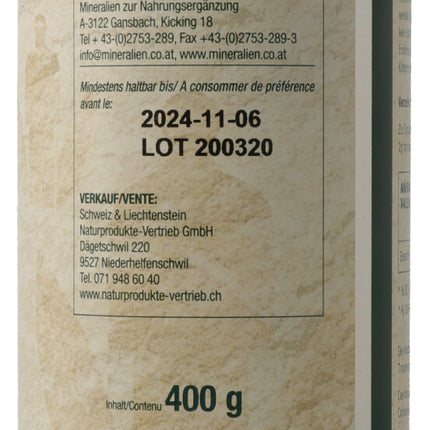 Mineralien zur Nahrungsergänzung
A-3122 Gansbach, Kicking 18
Tel + 43-(0)2753-289, Fax +43-(0)2753-289-3
info@mineralien.co.at, www.mineralien.co.at
Mindestens haltbar bis/ A consommer de préférence
avant le:
2024-11-06
LOT 200320
VERKAUF/VENTE:
Schweiz & Liechtenstein
Naturprodukte-Vertrieb GmbH
Dägetschwil 220
9527 Niederhelfenschwil
Tel. 071 948 60 40
www.naturprodukte-vertrieb.ch
Inhalt/Contenu 400 g